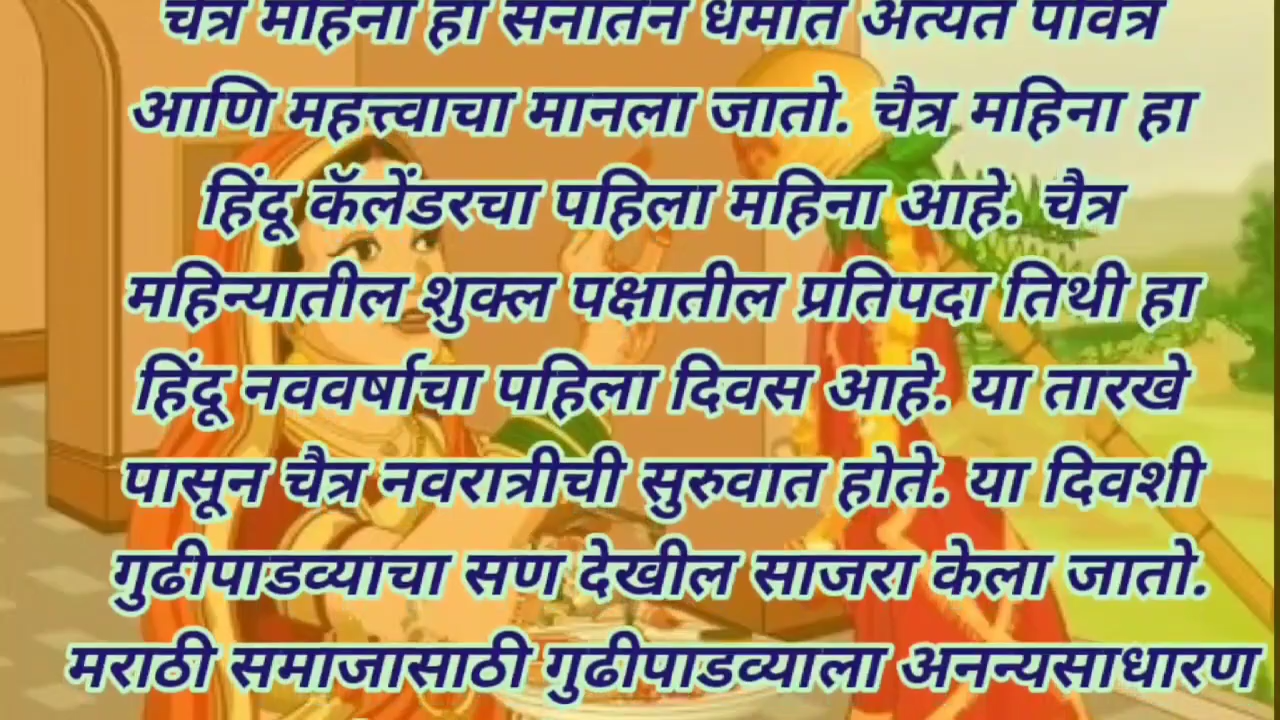 चैत्र महिना हा सनातन धर्मात अत्यंत पवित्र
आणि महत्त्वाचा मानला जातो. चैत्र महिना हा
हिंदू कॅलेंडरचा पहिला महिना आहे. चैत्र
महिन्यातील शुक्ल पक्षातील प्रतिपदा तिथी हा
हिंदू नववर्षाचा पहिला दिवस आहे. या तारखे
पासून चैत्र नवरात्रीची सुरुवात होते. या दिवशी
गुढीपाडव्याचा सण देखील साजरा केला जातो.
मराठी समाजासाठी गुढीपाडव्याला अनन्यसाधारण